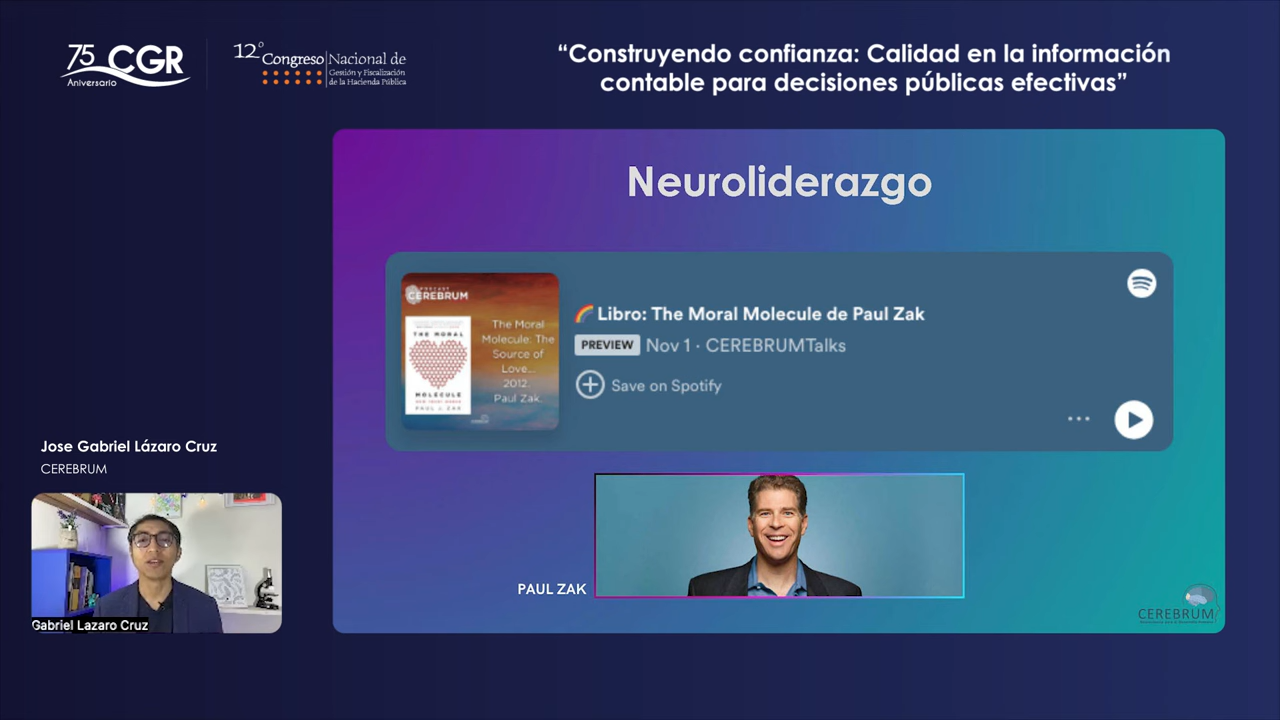 75 CGR
Aniversario
12° Congreso Nacional de
Gestión y Fiscalización
de la Hacienda Pública
“Construyendo confianza: Calidad en la información
contable para decisiones públicas efectivas”
Neuroliderazgo
PODCAST
CEREBRUM
THE MORAL
MOLECULE
PAUL J. ZAK
The Moral
Molecule: The
Source of
Love...
2012.
Paul Zak.
Libro: The Moral Molecule de Paul Zak
PREVIEW Nov 1 · CEREBRUMTalks
Save on Spotify
Jose Gabriel Lázaro Cruz
CEREBRUM
Gabriel Lazaro Cruz
PAUL ZAK
CEREBRUM